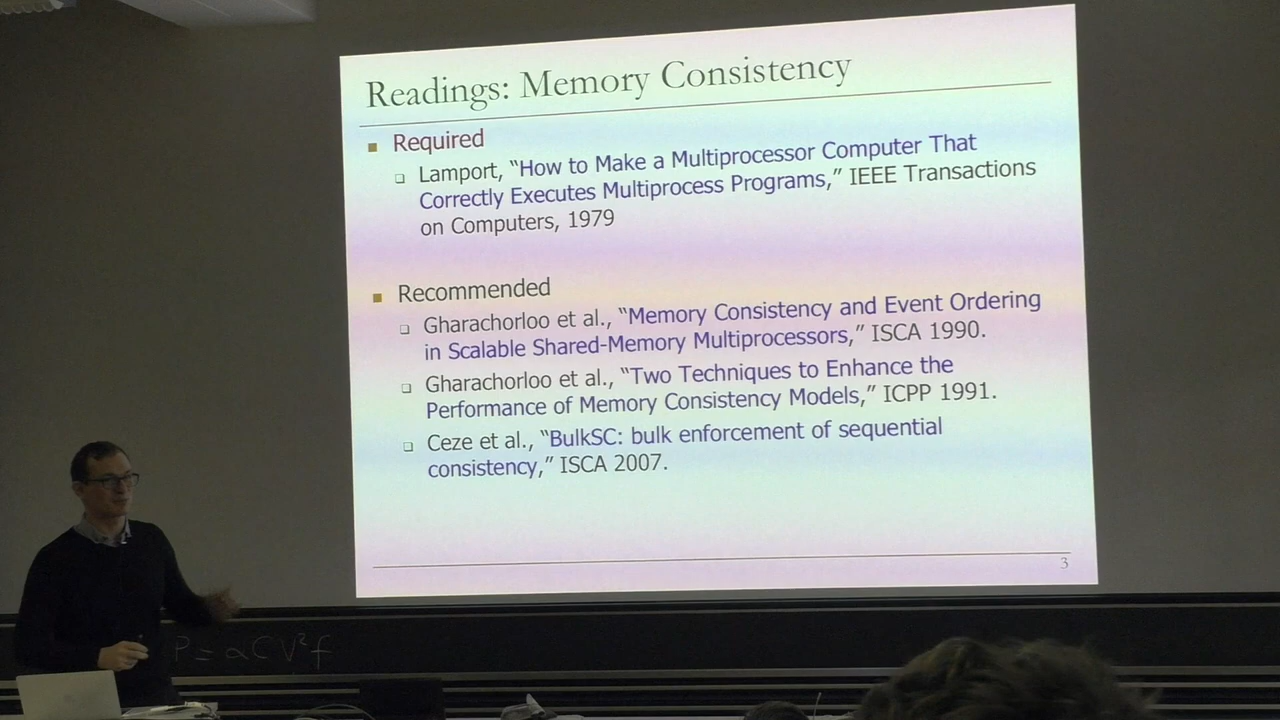 Readings: Memory Consistency
Required
Lamport, “How to Make a Multiprocessor Computer That
Correctly Executes Multiprocess Programs,” IEEE Transactions
on Computers, 1979
Recommended
Gharachorloo et al., “Memory Consistency and Event Ordering
in Scalable Shared-Memory Multiprocessors,” ISCA 1990.
Gharachorloo et al., “Two Techniques to Enhance the
Performance of Memory Consistency Models,” ICPP 1991.
Ceze et al., “BulkSC: bulk enforcement of sequential
consistency,” ISCA 2007.
3
P = αCV²f